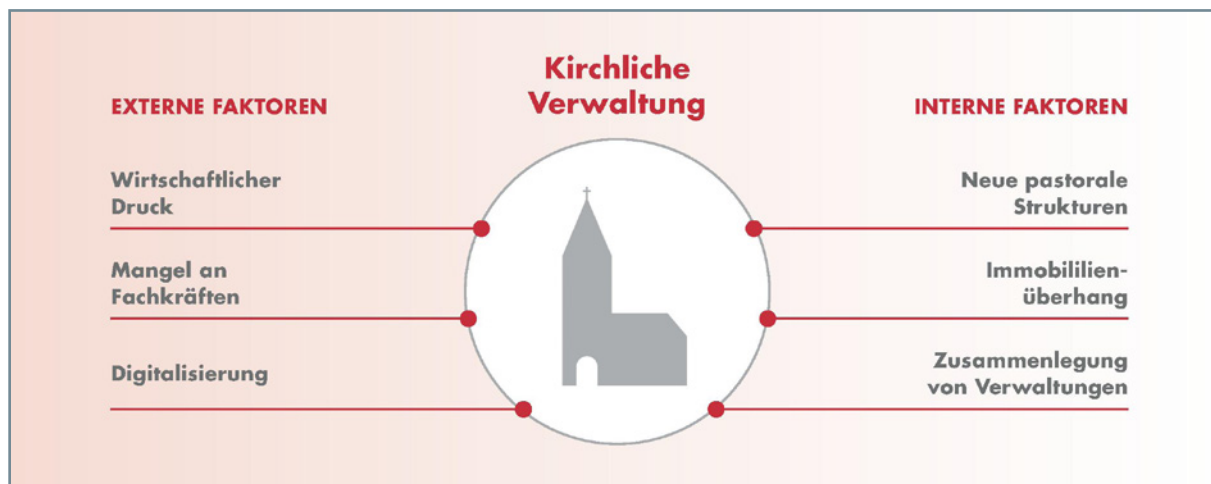 Kirchliche
Verwaltung
EXTERNE FAKTOREN
Wirtschaftlicher
Druck
Mangel an
Fachkräften
Digitalisierung
INTERNE FAKTOREN
Neue pastorale
Strukturen
Immobililien-
überhang
Zusammenlegung
von Verwaltungen